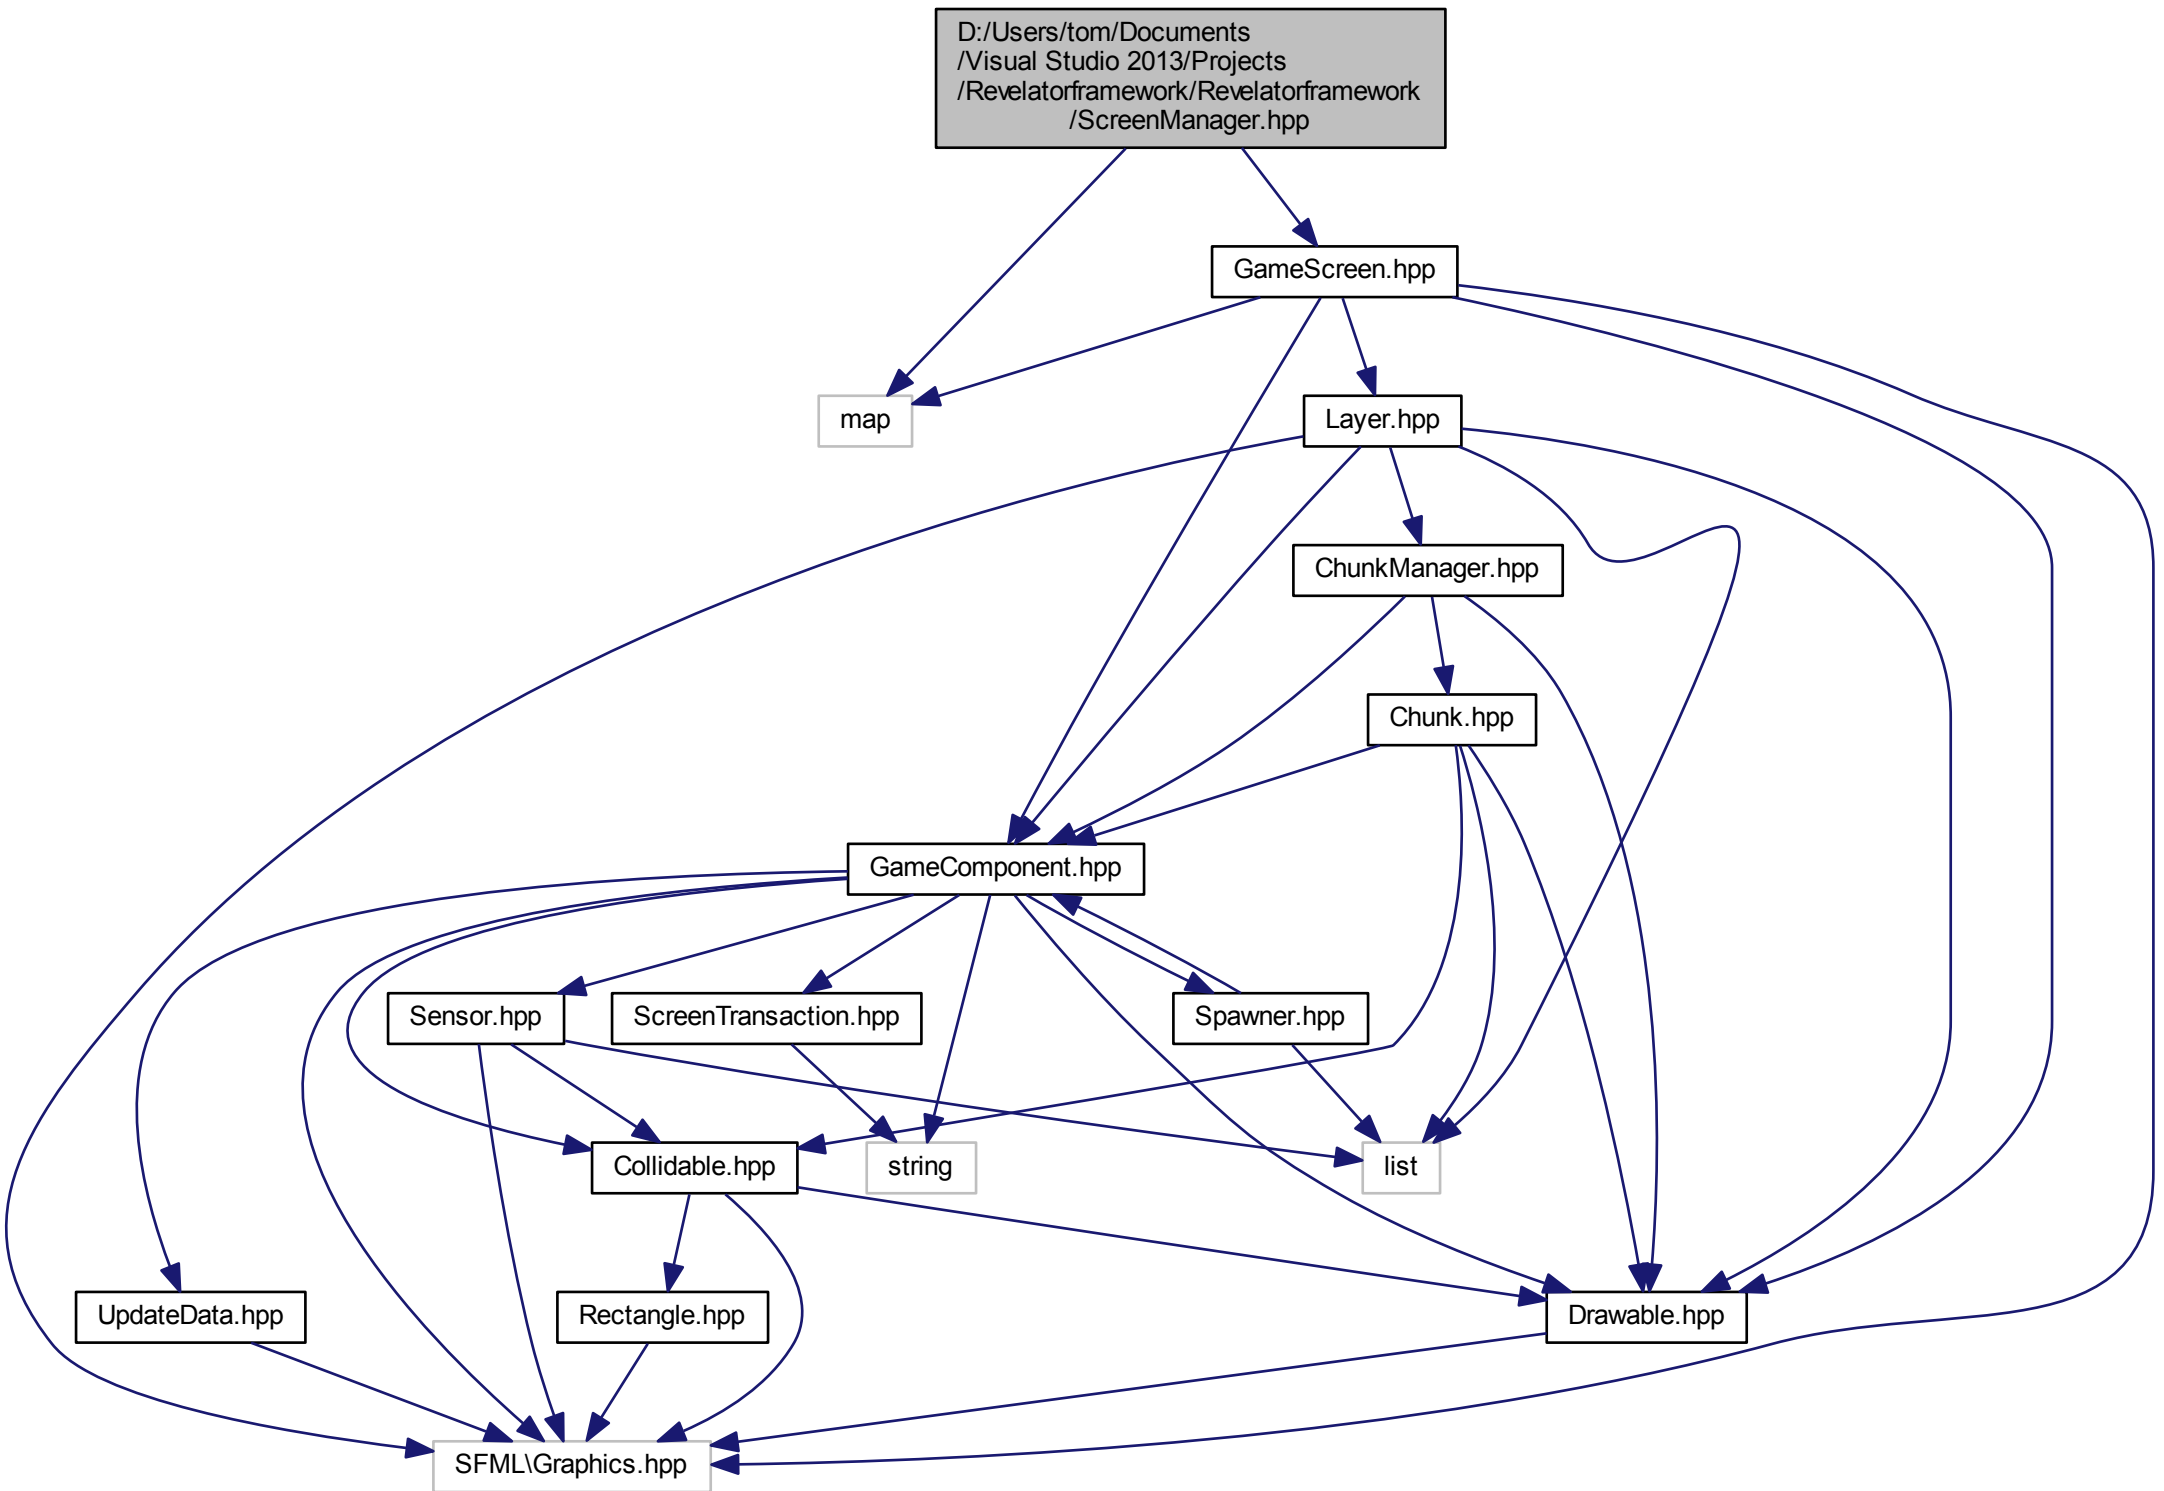 D:/Users/tom/Documents
/Visual Studio 2013/Projects
/Revelatorframework/Revelatorframework
/ScreenManager.hpp
GameScreen.hpp
map
Layer.hpp
ChunkManager.hpp
Chunk.hpp
GameComponent.hpp
Sensor.hpp
ScreenTransaction.hpp
Spawner.hpp
Collidable.hpp
string
list
UpdateData.hpp
Rectangle.hpp
Drawable.hpp
SFML\Graphics.hpp